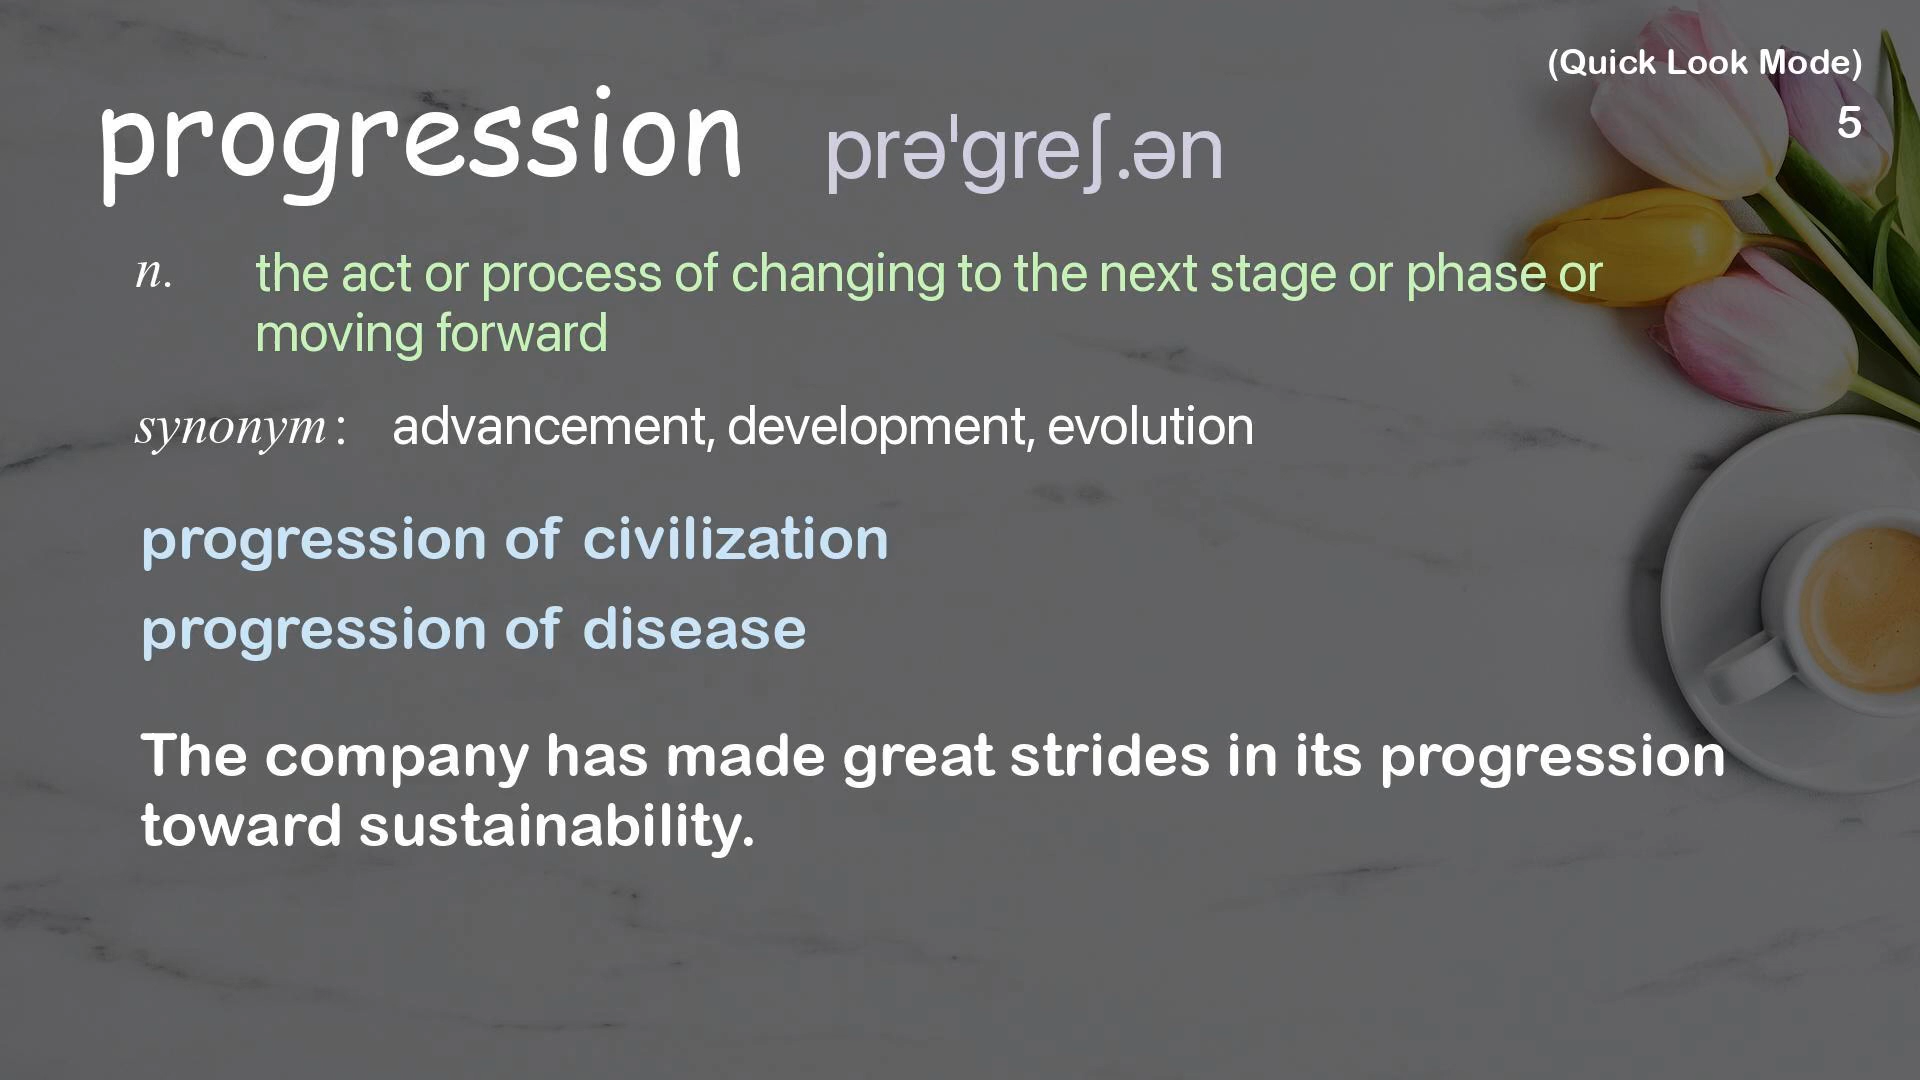 (Quick Look Mode)
5
progression prəˈɡreʃ.ən
n. the act or process of changing to the next stage or phase or
moving forward
synonym: advancement, development, evolution
progression of civilization
progression of disease
The company has made great strides in its progression
toward sustainability.